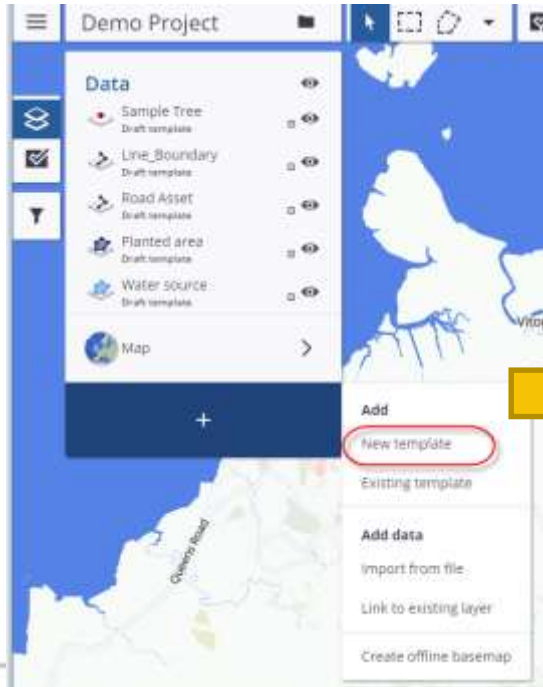 Demo Project
Data
Sample Tree
Draft template
Line_Boundary
Draft template
Road Asset
Draft template
Planted area
Draft template
Water source
Draft template
Map
+
Add
New template
Existing template
Add data
Import from file
Link to existing layer
Create offline basemap
Queens Road